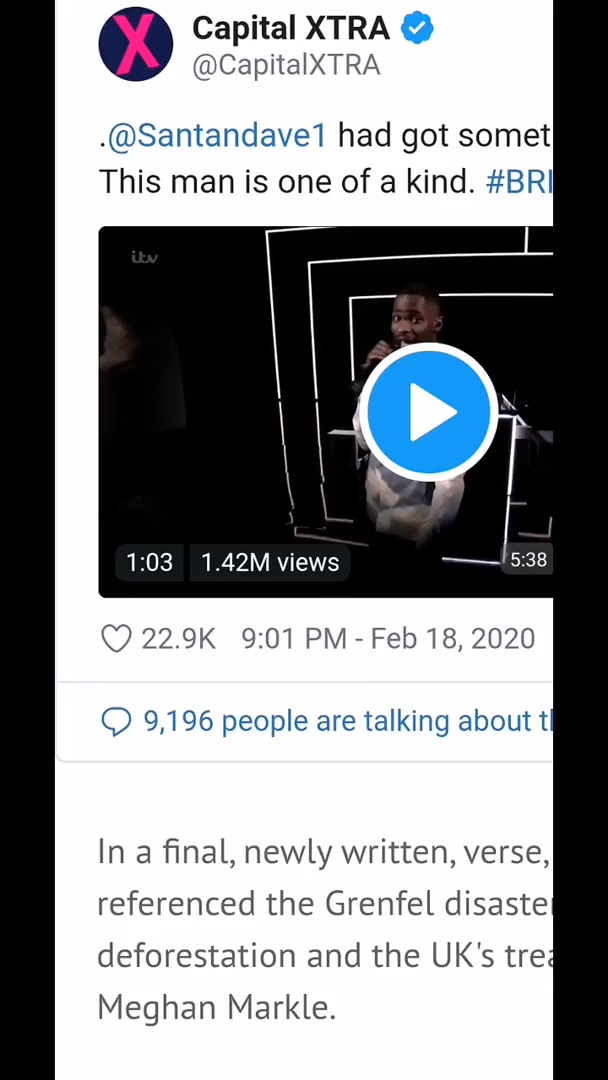 Capital XTRA
@CapitalXTRA
.@Santandave1 had got somet
This man is one of a kind. #BRI
itv
1:03 1.42M views
5:38
22.9K 9:01 PM - Feb 18, 2020
9,196 people are talking about t
In a final, newly written, verse,
referenced the Grenfel disaste
deforestation and the UK's trea
Meghan Markle.